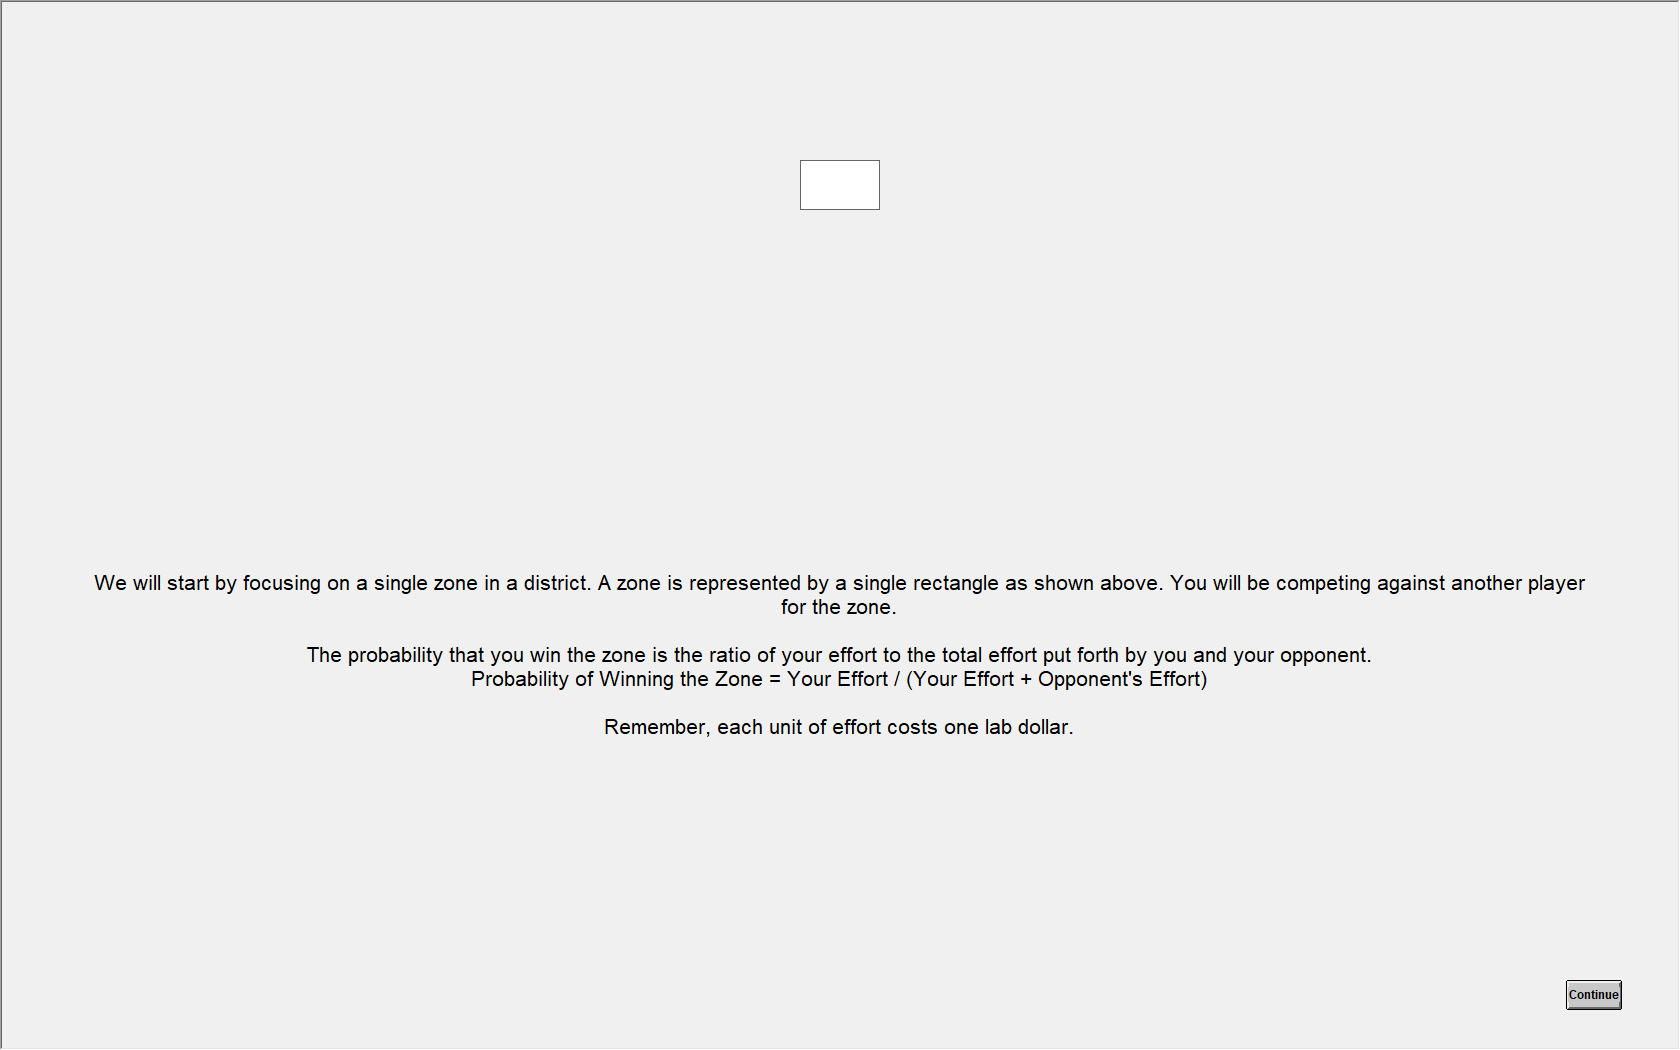 We will start by focusing on a single zone in a district. A zone is represented by a single rectangle as shown above. You will be competing against another player
for the zone.
The probability that you win the zone is the ratio of your effort to the total effort put forth by you and your opponent.
Probability of Winning the Zone = Your Effort / (Your Effort + Opponent's Effort)
Remember, each unit of effort costs one lab dollar.
Continue